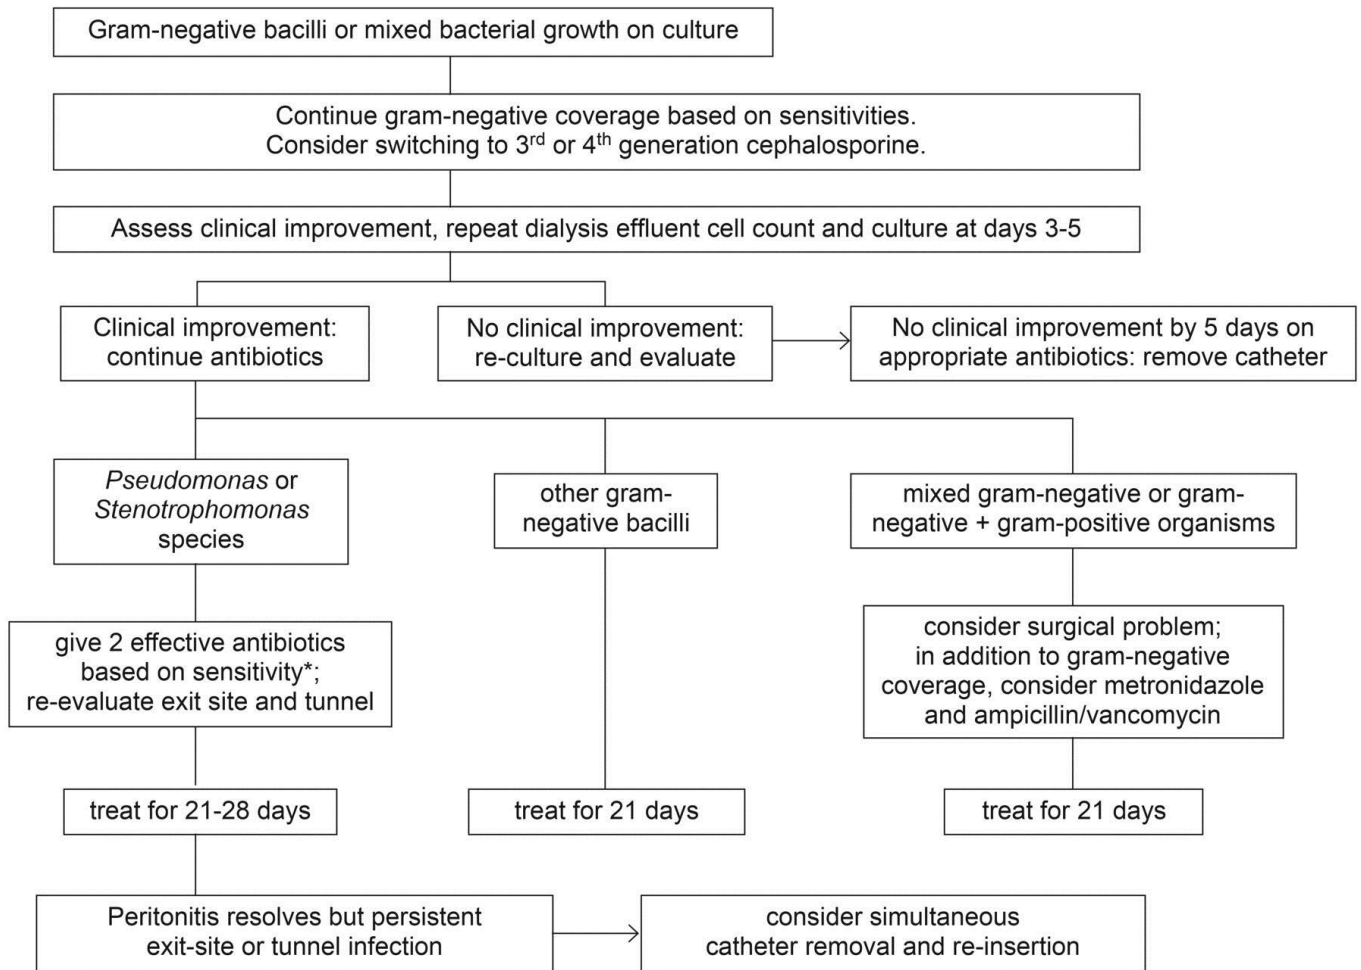 Gram-negative bacilli or mixed bacterial growth on culture
Continue gram-negative coverage based on sensitivities.
Consider switching to 3rd or 4th generation cephalosporine.
Assess clinical improvement, repeat dialysis effluent cell count and culture at days 3-5
Clinical improvement:
continue antibiotics
No clinical improvement:
re-culture and evaluate
No clinical improvement by 5 days on
appropriate antibiotics: remove catheter
Pseudomonas or
Stenotrophomonas
species
other gram-
negative bacilli
mixed gram-negative or gram-
negative + gram-positive organisms
give 2 effective antibiotics
based on sensitivity*;
re-evaluate exit site and tunnel
consider surgical problem;
in addition to gram-negative
coverage, consider metronidazole
and ampicillin/vancomycin
treat for 21-28 days
treat for 21 days
treat for 21 days
Peritonitis resolves but persistent
exit-site or tunnel infection
consider simultaneous
catheter removal and re-insertion